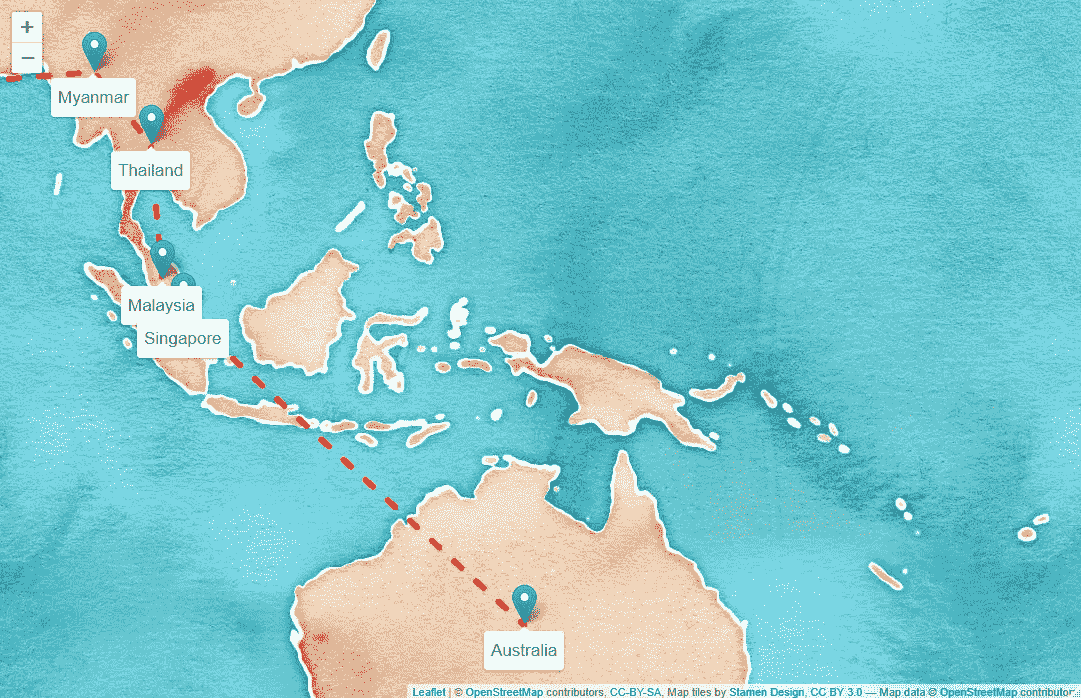 +
−
Myanmar
Thailand
Malaysia
Singapore
Australia
Leaflet | © OpenStreetMap contributors, CC-BY-SA, Map tiles by Stamen Design, CC BY 3.0 — Map data © OpenStreetMap contributor